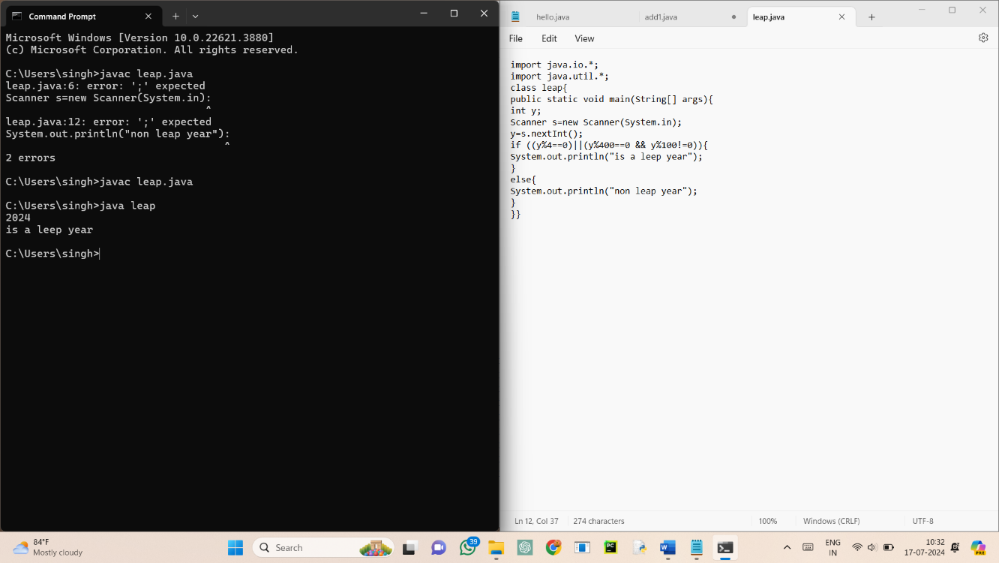 Command Prompt
Microsoft Windows [Version 10.0.22621.3880]
(c) Microsoft Corporation. All rights reserved.
C:\Users\singh>javac leap.java
leap.java:6: error: ';' expected
Scanner s=new Scanner(System.in):
^
leap.java:12: error: ';' expected
System.out.println("non leap year"):
^
2 errors
C:\Users\singh>javac leap.java
C:\Users\singh>java leap
2024
is a leep year
C:\Users\singh>
hello.java
add1.java
leap.java
File Edit View
import java.io.*;
import java.util.*;
class leap{
public static void main(String[] args){
int y;
Scanner s=new Scanner(System.in);
y=s.nextInt();
if ((y%4==0)||(y%400==0 && y%100!=0)){
System.out.println("is a leep year");
}
else{
System.out.println("non leap year");
}
}}
Ln 12, Col 37 274 characters 100% Windows (CRLF) UTF-8
84°F
Mostly cloudy
Search
39
PC
W
PRE
ENG
IN
10:32
17-07-2024